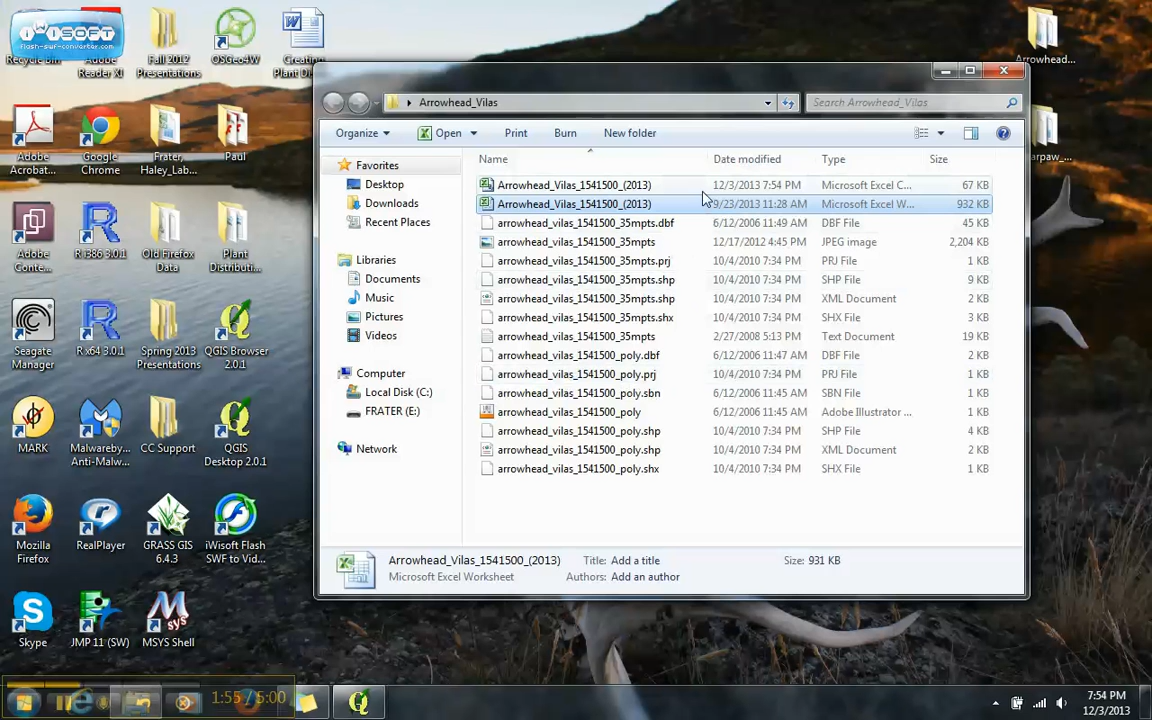 iWISOFT
flash-swf-converter.com
Recycle Bin
Adobe
Reader XI
Fall 2012
Presentations
OSGeo4W
Creating
Plant Di...
Arrowhead...
Adobe
Acrobat...
Google
Chrome
Frater,
Haley_Lab...
Paul
Adobe
Conte...
R i386 3.0.1
Old Firefox
Data
Plant
Distributi...
Seagate
Manager
R x64 3.0.1
Spring 2013
Presentations
QGIS Browser
2.0.1
MARK
Malwareby...
Anti-Malw...
CC Support
QGIS
Desktop 2.0.1
Mozilla
Firefox
RealPlayer
GRASS GIS
6.4.3
iWisoft Flash
SWF to Vid...
Skype
JMP 11 (SW)
MSYS Shell
Arrowhead_Vilas
Search Arrowhead_Vilas
Organize Open Print Burn New folder
Name Date modified Type Size
Favorites
Desktop
Downloads
Recent Places
Libraries
Documents
Music
Pictures
Videos
Computer
Local Disk (C:)
FRATER (E:)
Network
Arrowhead_Vilas_1541500_(2013) 12/3/2013 7:54 PM Microsoft Excel C... 67 KB
Arrowhead_Vilas_1541500_(2013) 9/23/2013 11:28 AM Microsoft Excel W... 932 KB
arrowhead_vilas_1541500_35mpts.dbf 6/12/2006 11:49 AM DBF File 45 KB
arrowhead_vilas_1541500_35mpts 12/17/2012 4:45 PM JPEG image 2,204 KB
arrowhead_vilas_1541500_35mpts.prj 10/4/2010 7:34 PM PRJ File 1 KB
arrowhead_vilas_1541500_35mpts.shp 10/4/2010 7:34 PM SHP File 9 KB
arrowhead_vilas_1541500_35mpts.shp 10/4/2010 7:34 PM XML Document 2 KB
arrowhead_vilas_1541500_35mpts.shx 10/4/2010 7:34 PM SHX File 3 KB
arrowhead_vilas_1541500_35mpts 2/27/2008 5:13 PM Text Document 19 KB
arrowhead_vilas_1541500_poly.dbf 6/12/2006 11:47 AM DBF File 2 KB
arrowhead_vilas_1541500_poly.prj 10/4/2010 7:34 PM PRJ File 1 KB
arrowhead_vilas_1541500_poly.sbn 6/12/2006 11:45 AM SBN File 1 KB
arrowhead_vilas_1541500_poly 6/12/2006 11:45 AM Adobe Illustrator ... 1 KB
arrowhead_vilas_1541500_poly.shp 10/4/2010 7:34 PM SHP File 4 KB
arrowhead_vilas_1541500_poly.shp 10/4/2010 7:34 PM XML Document 2 KB
arrowhead_vilas_1541500_poly.shx 10/4/2010 7:34 PM SHX File 1 KB
Arrowhead_Vilas_1541500_(2013) Title: Add a title Size: 931 KB
Microsoft Excel Worksheet Authors: Add an author
1:55 / 5:00
7:54 PM
12/3/2013